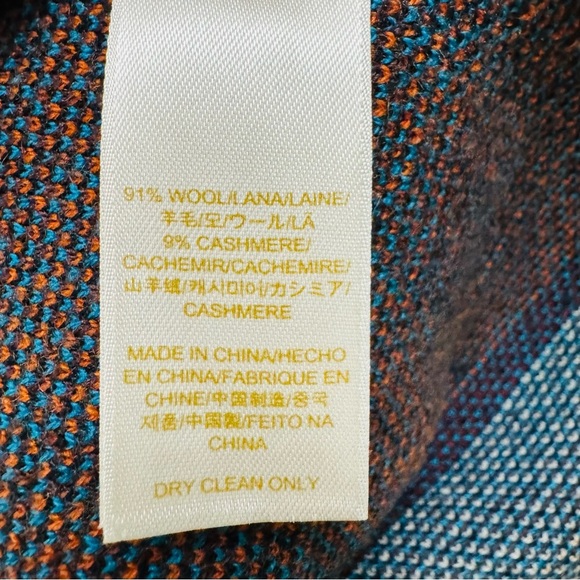 91% WOOL/LANA/LAINE/
羊毛/모/ウール/LÃ
9% CASHMERE/
CACHEMIR/CACHEMIRE/
山羊绒/캐시미어/カシミア/
CASHMERE
MADE IN CHINA/HECHO
EN CHINA/FABRIQUE EN
CHINE/中国制造/중국
제품/中国製/FEITO NA
CHINA
DRY CLEAN ONLY